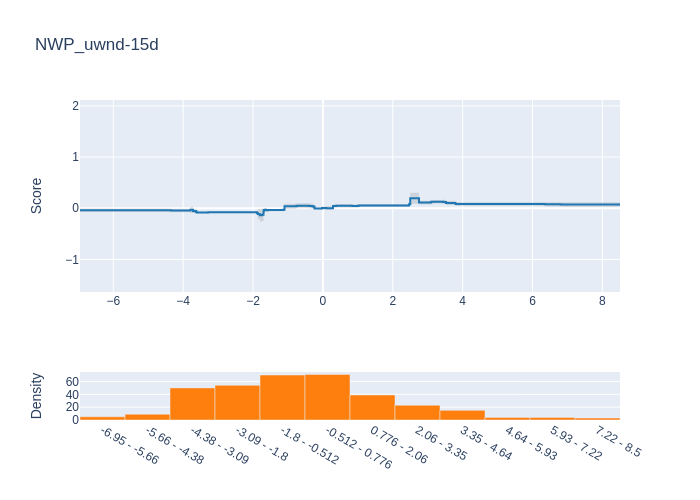 NWP_uwnd-15d
2
1
0
−1
Score
−6
−4
−2
0
2
4
6
8
60
40
20
0
Density
-6.95 - -5.66
-5.66 - -4.38
-4.38 - -3.09
-3.09 - -1.8
-1.8 - -0.512
-0.512 - 0.776
0.776 - 2.06
2.06 - 3.35
3.35 - 4.64
4.64 - 5.93
5.93 - 7.22
7.22 - 8.5